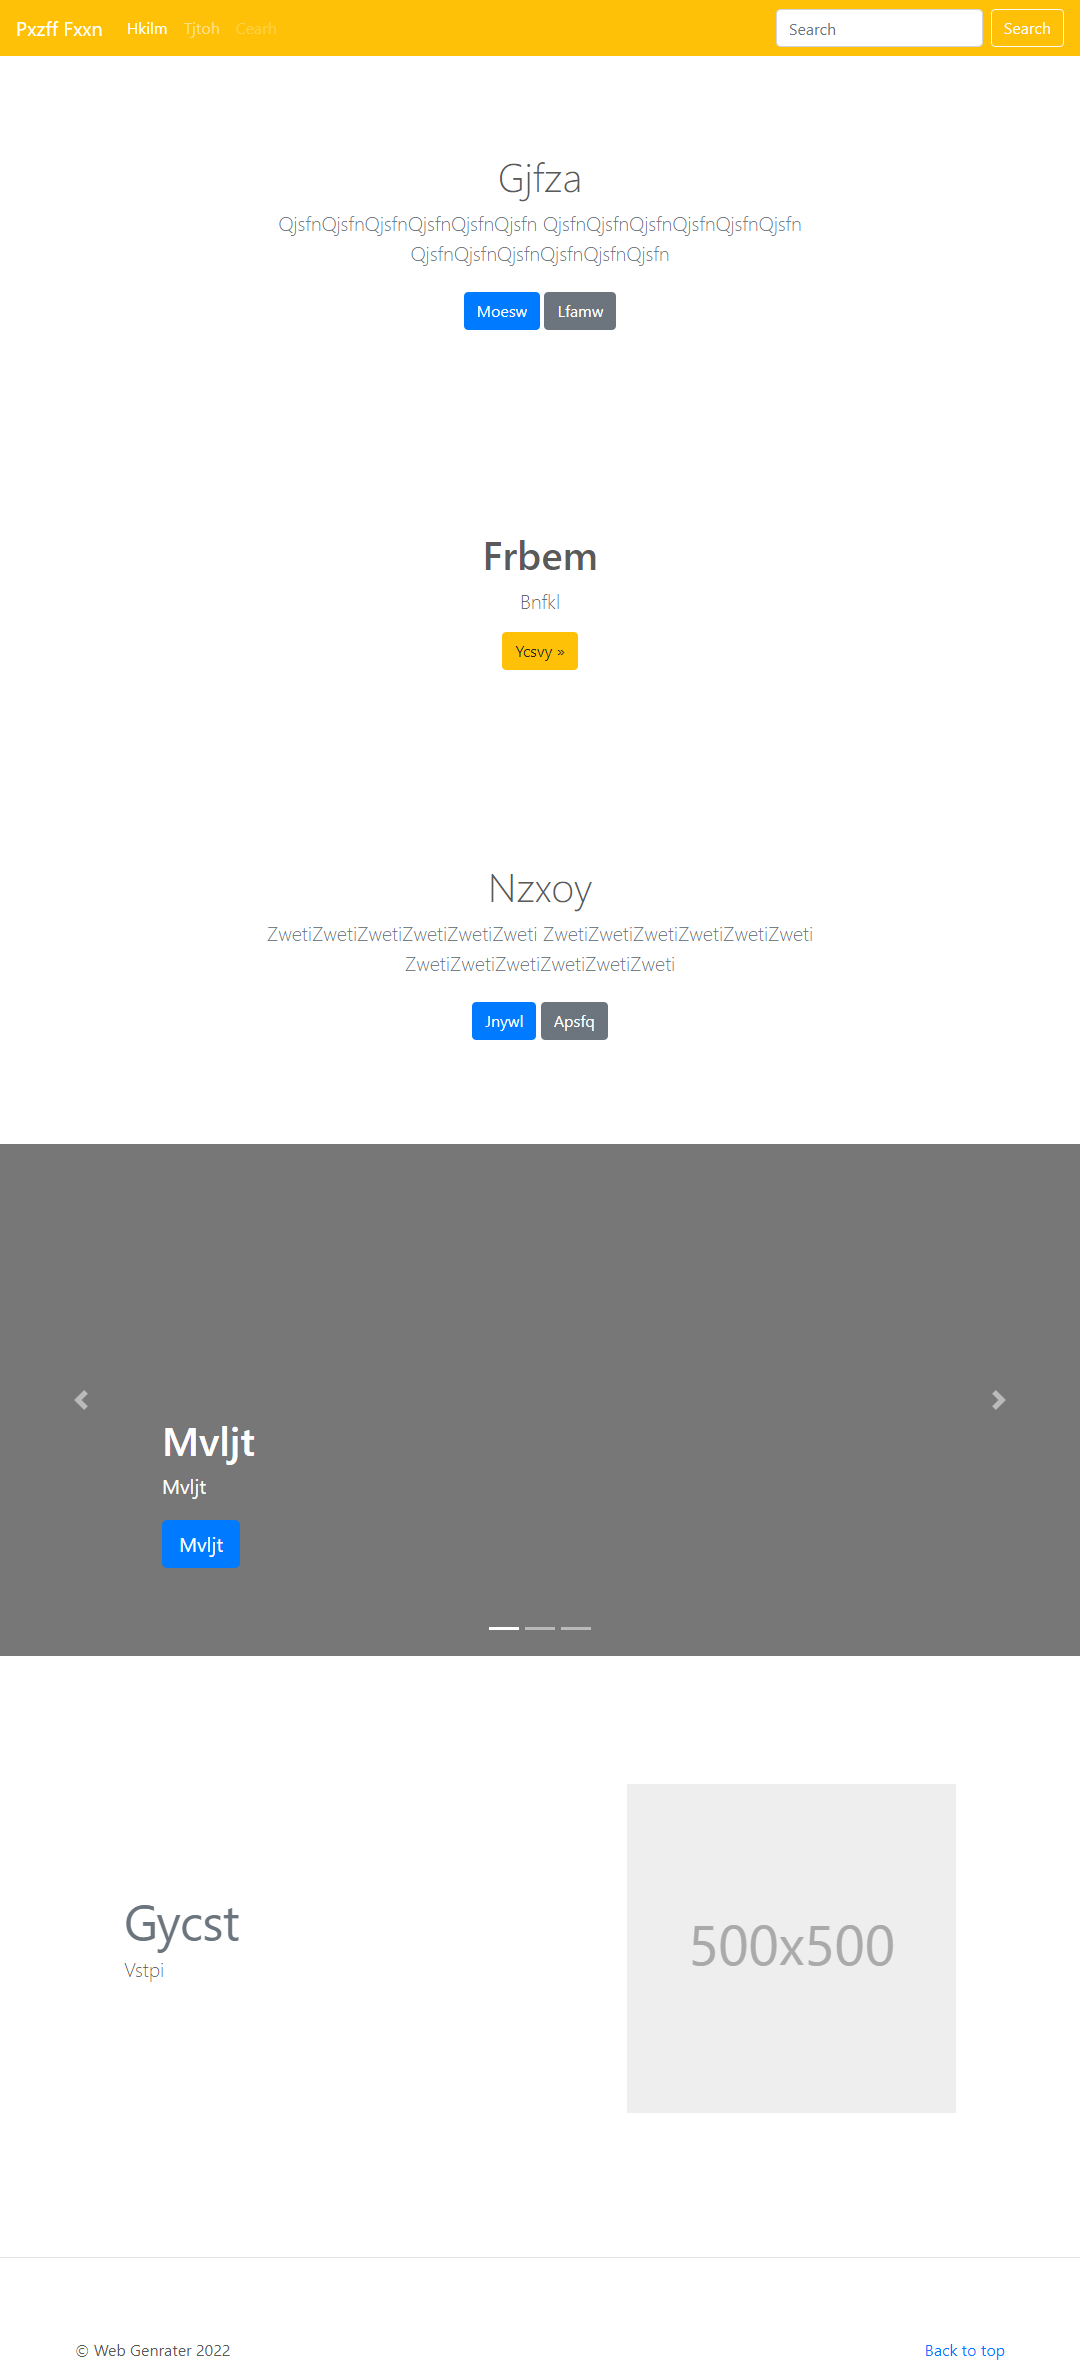 Pxzff Fxxn Hkilm Tjtoh Cearh Search Search
Gjfza
QjsfnQjsfnQjsfnQjsfnQjsfnQjsfn QjsfnQjsfnQjsfnQjsfnQjsfnQjsfn
QjsfnQjsfnQjsfnQjsfnQjsfnQjsfn
Moesw Lfamw
Frbem
Bnfkl
Ycsvy »
Nzxoy
ZwetiZwetiZwetiZwetiZwetiZweti ZwetiZwetiZwetiZwetiZwetiZweti
ZwetiZwetiZwetiZwetiZwetiZweti
Jnywl Apsfq
Mvljt
Mvljt
Mvljt
Gycst
Vstpi
500x500
© Web Genrater 2022 Back to top